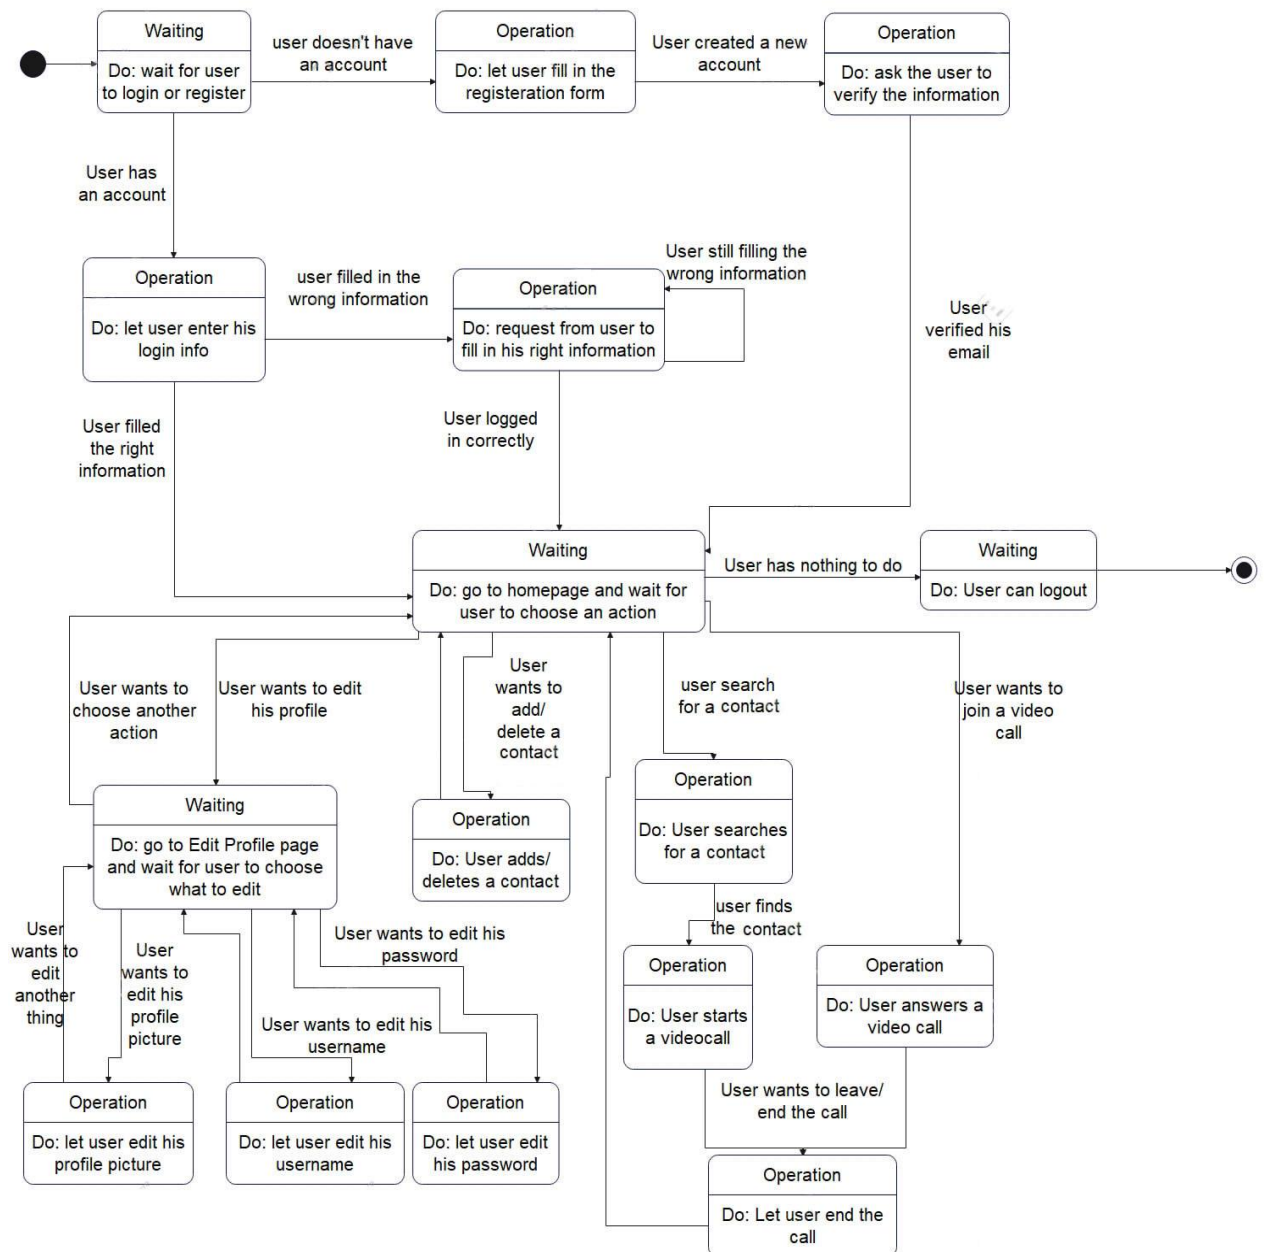 Waiting
Do: wait for user
to login or register
user doesn't have
an account
Operation
Do: let user fill in the
registeration form
User created a new
account
Operation
Do: ask the user to
verify the information
User has
an account
Operation
Do: let user enter his
login info
user filled in the
wrong information
Operation
Do: request from user to
fill in his right information
User still filling the
wrong information
User
verified his
email
User filled
the right
information
User logged
in correctly
Waiting
Do: go to homepage and wait for
user to choose an action
User has nothing to do
Waiting
Do: User can logout
User wants to
choose another
action
User wants to edit
his profile
User
wants to
add/
delete a
contact
user search
for a contact
User wants to
join a video
call
Waiting
Do: go to Edit Profile page
and wait for user to choose
what to edit
Operation
Do: User adds/
deletes a contact
Operation
Do: User searches
for a contact
user finds
the contact
User
wants to
edit
another
thing
User
wants to
edit his
profile
picture
User wants to edit his
username
User wants to edit his
password
Operation
Do: User starts
a videocall
Operation
Do: User answers a
video call
User wants to leave/
end the call
Operation
Do: let user edit his
profile picture
Operation
Do: let user edit his
username
Operation
Do: let user edit
his password
Operation
Do: Let user end the
call